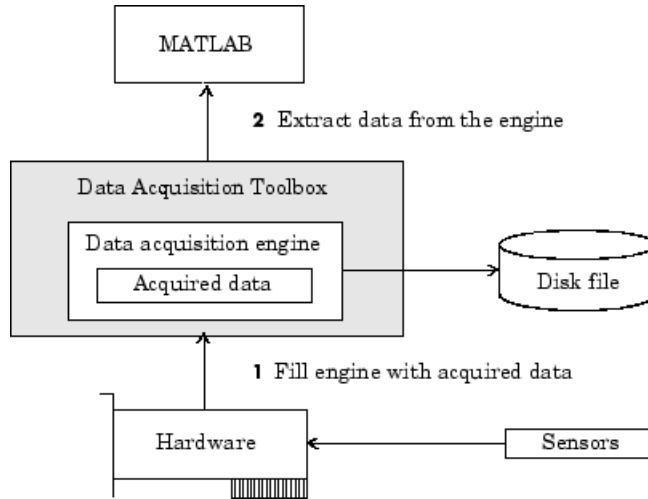 MATLAB
2 Extract data from the engine
Data Acquisition Toolbox
Data acquisition engine
Acquired data
Disk file
1 Fill engine with acquired data
Hardware
Sensors